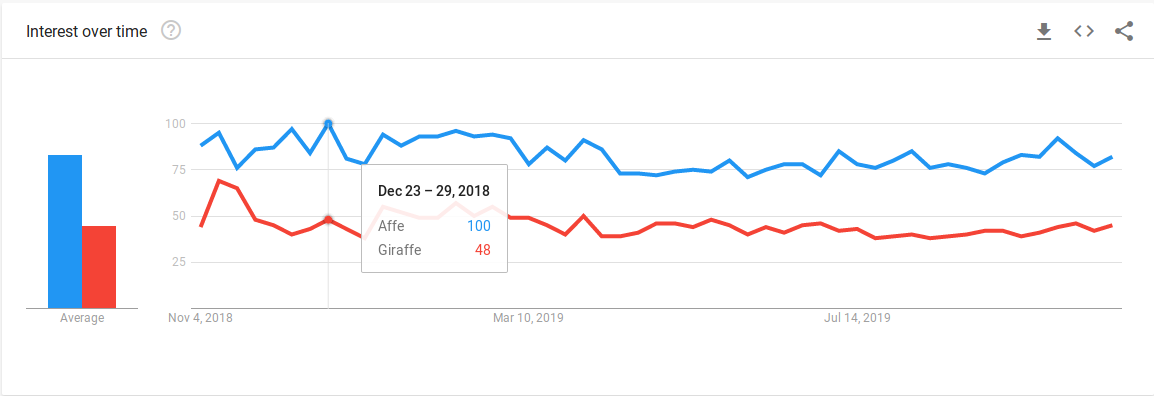 Interest over time ?
100
75
50
25
Dec 23 – 29, 2018
Affe 100
Giraffe 48
Average
Nov 4, 2018 Mar 10, 2019 Jul 14, 2019